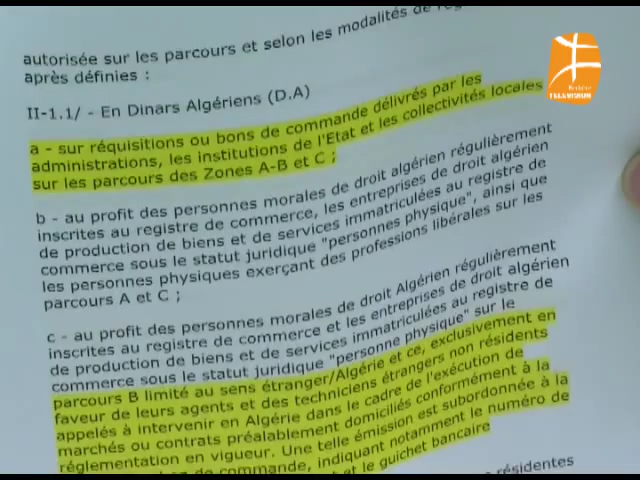 autorisée sur les parcours et selon les modalités de
après définies :
II-1.1/ - En Dinars Algériens (D.A)
a - sur réquisitions ou bons de commande délivrés par les
administrations, les institutions de l'Etat et les collectivités locales
sur les parcours des Zones A-B et C ;
b - au profit des personnes morales de droit algérien régulièrement
inscrites au registre de commerce, les entreprises de droit algérien
de production de biens et de services immatriculées au registre de
commerce sous le statut juridique "personnes physique", ainsi que
les personnes physiques exerçant des professions libérales sur les
parcours A et C ;
c - au profit des personnes morales de droit Algérien régulièrement
inscrites au registre de commerce et les entreprises de droit algérien
de production de biens et de services immatriculées au registre de
commerce sous le statut juridique "personne physique" sur le
parcours B limité au sens étranger/Algérie et ce, exclusivement en
faveur de leurs agents et des techniciens étrangers non résidents
appelés à intervenir en Algérie dans le cadre de l'exécution de
marchés ou contrats préalablement domiciliés conformément à la
réglementation en vigueur. Une telle émission est subordonnée à la
de commande, indiquant notamment le numéro de
et le guichet bancaire
résidentes
TELEVISION